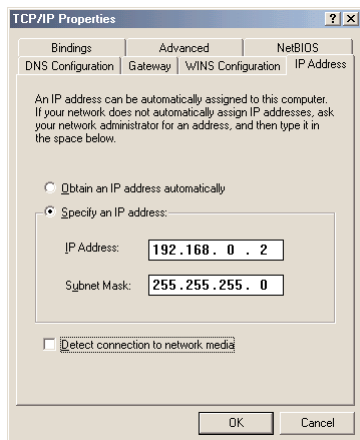 TCP/IP Properties
Bindings Advanced NetBIOS
DNS Configuration Gateway WINS Configuration IP Address
An IP address can be automatically assigned to this computer.
If your network does not automatically assign IP addresses, ask
your network administrator for an address, and then type it in
the space below.
Obtain an IP address automatically
Specify an IP address:
IP Address: 192.168. 0 . 2
Subnet Mask: 255.255.255. 0
Detect connection to network media
OK Cancel